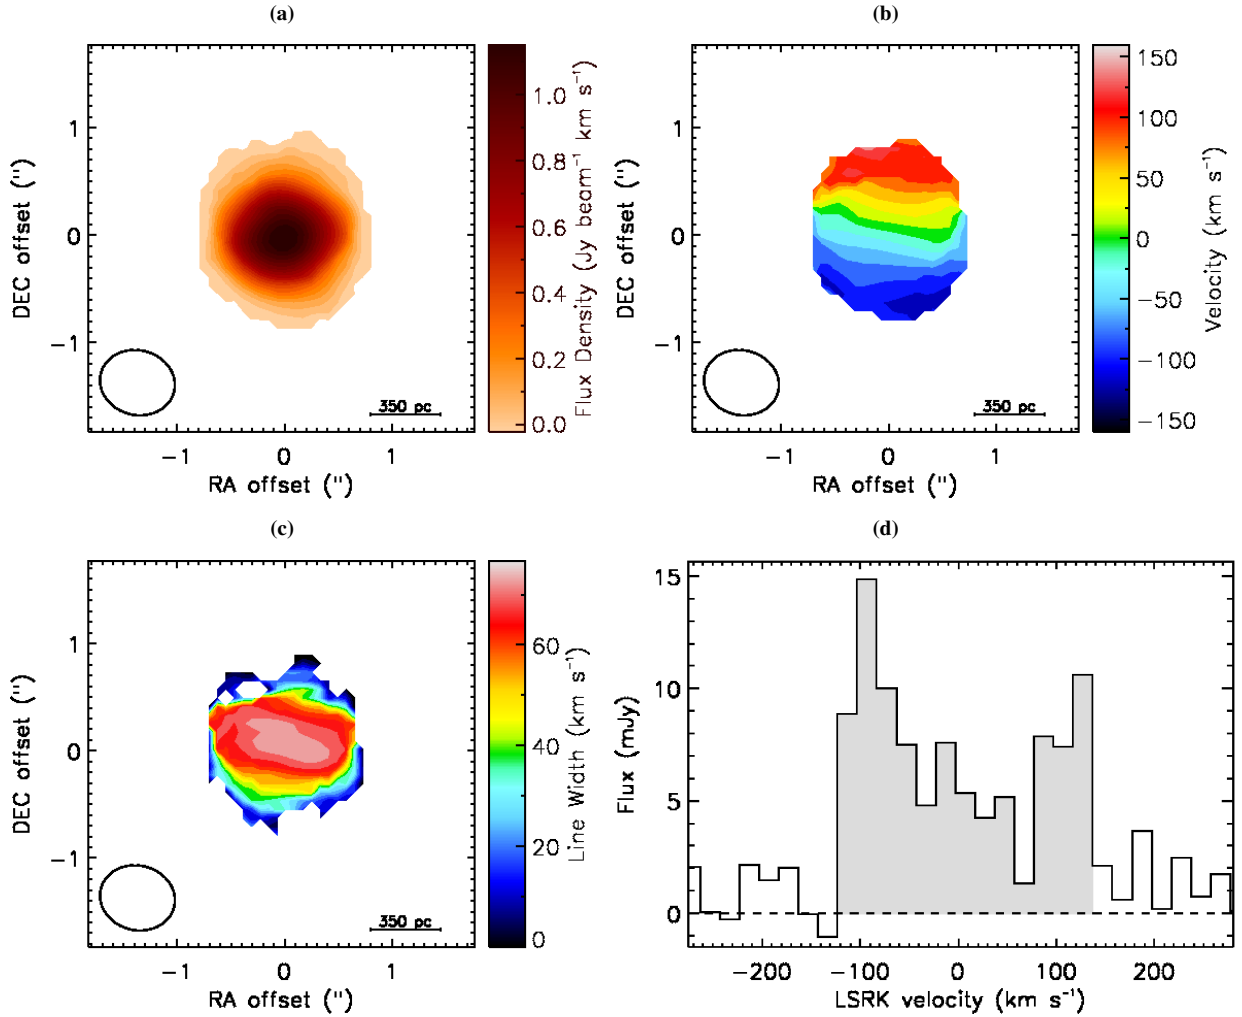 (a)
1
0
−1
DEC offset (")
−1 0 1
RA offset (")
350 pc
1.0
0.8
0.6
0.4
0.2
0.0
Flux Density (Jy beam⁻¹ km s⁻¹)
(b)
1
0
−1
DEC offset (")
−1 0 1
RA offset (")
350 pc
150
100
50
0
−50
−100
−150
Velocity (km s⁻¹)
(c)
1
0
−1
DEC offset (")
−1 0 1
RA offset (")
350 pc
60
40
20
0
Line Width (km s⁻¹)
(d)
15
10
5
0
Flux (mJy)
−200 −100 0 100 200
LSRK velocity (km s⁻¹)